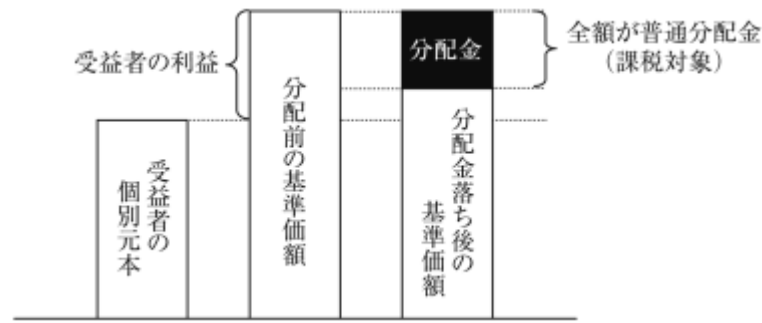 受益者の利益
分配金
全額が普通分配金
（課税対象）
受益者の
個別元本
分配前の基準価額
分配金落ち後の
基準価額